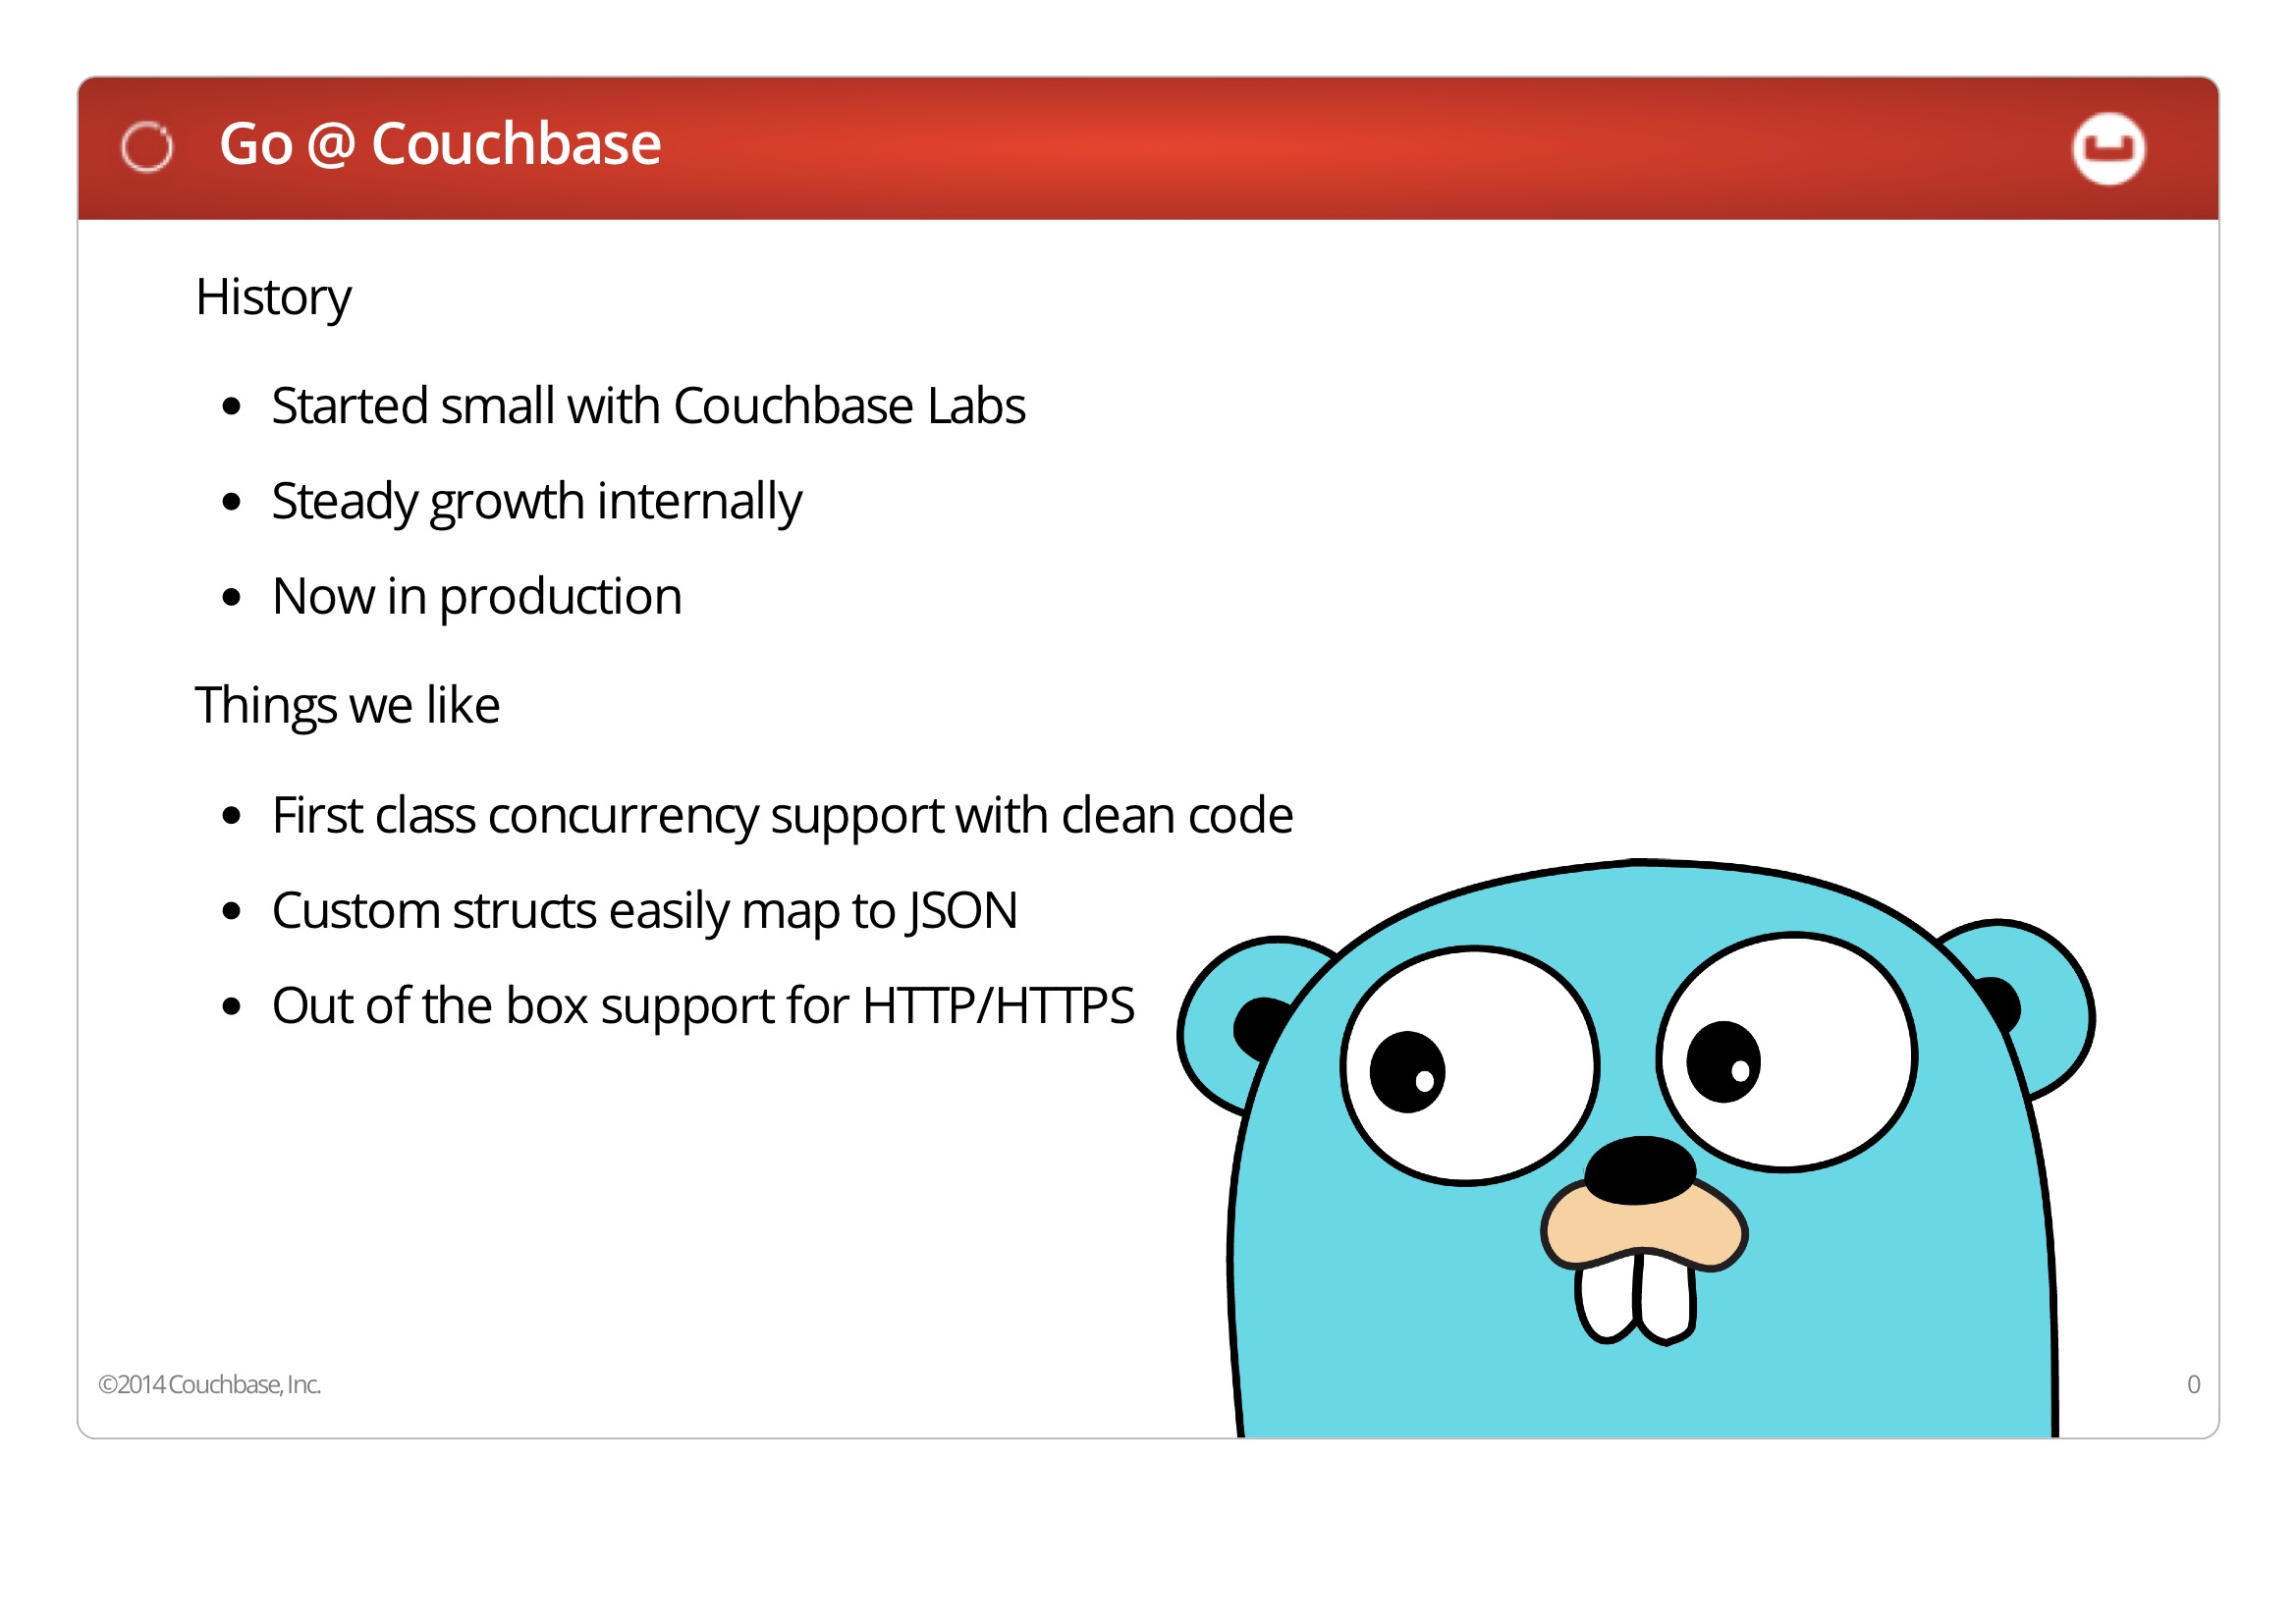 Go @ Couchbase
History
Started small with Couchbase Labs
Steady growth internally
Now in production
Things we like
First class concurrency support with clean code
Custom structs easily map to JSON
Out of the box support for HTTP/HTTPS
©2014 Couchbase, Inc.
0